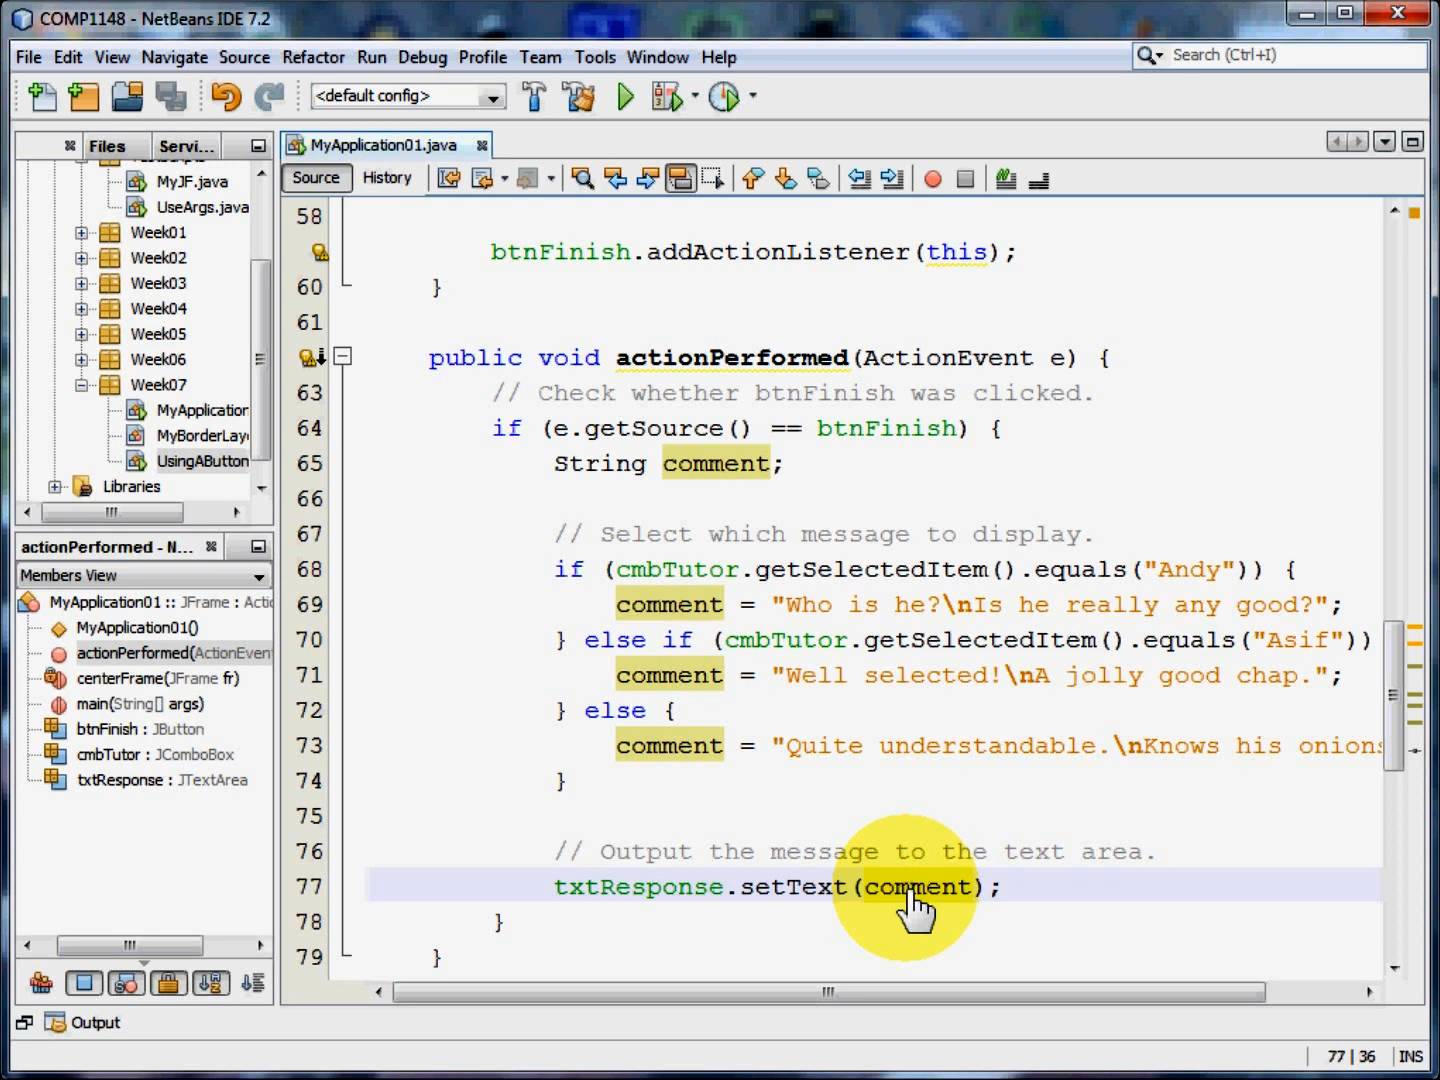 COMP1148 - NetBeans IDE 7.2
File Edit View Navigate Source Refactor Run Debug Profile Team Tools Window Help
Search (Ctrl+I)
<default config>
Files Servi...
MyJF.java
UseArgs.java
Week01
Week02
Week03
Week04
Week05
Week06
Week07
MyApplication
MyBorderLay
UsingAButton
Libraries
actionPerformed - N...
Members View
MyApplication01 :: JFrame : Actio
MyApplication01()
actionPerformed(ActionEven
centerFrame(JFrame fr)
main(String[] args)
btnFinish : JButton
cmbTutor : JComboBox
txtResponse : JTextArea
MyApplication01.java
Source History
58
btnFinish.addActionListener(this);
60 }
61
public void actionPerformed(ActionEvent e) {
63 // Check whether btnFinish was clicked.
64 if (e.getSource() == btnFinish) {
65 String comment;
66
67 // Select which message to display.
68 if (cmbTutor.getSelectedItem().equals("Andy")) {
69 comment = "Who is he?\nIs he really any good?";
70 } else if (cmbTutor.getSelectedItem().equals("Asif"))
71 comment = "Well selected!\nA jolly good chap.";
72 } else {
73 comment = "Quite understandable.\nKnows his onions
74 }
75
76 // Output the message to the text area.
77 txtResponse.setText(comment);
78 }
79 }
Output
77 | 36 INS